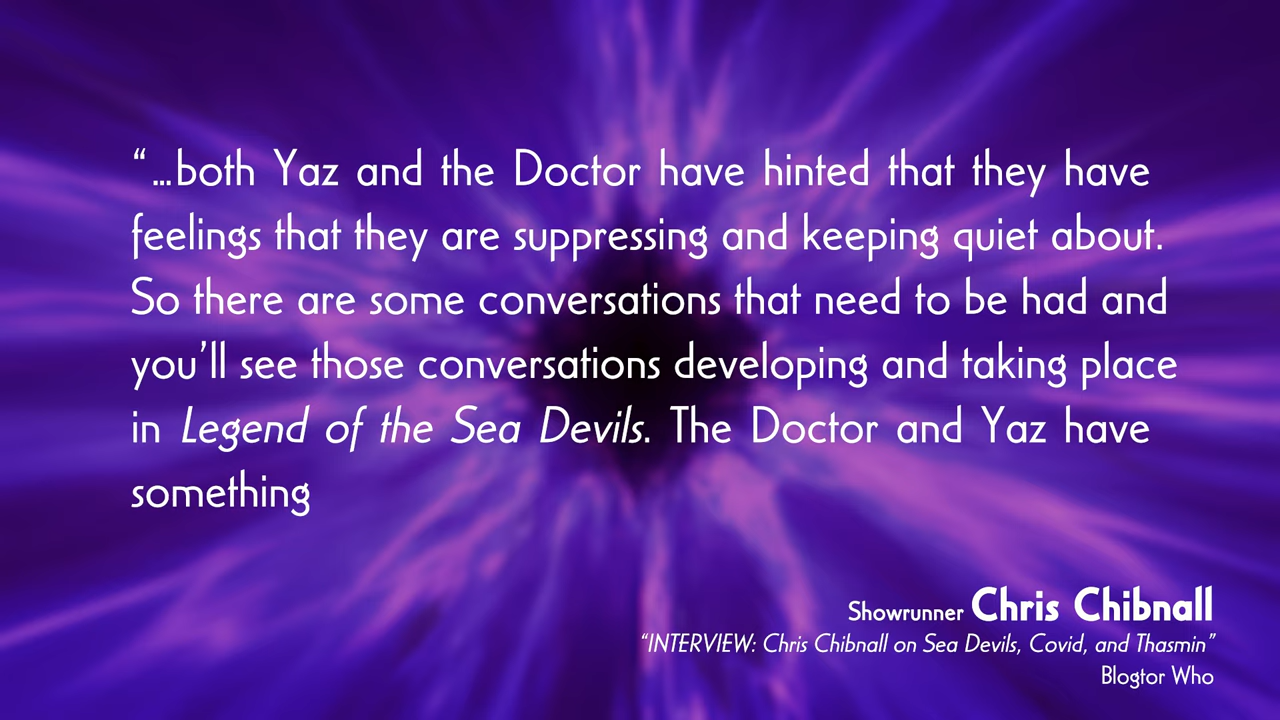 “...both Yaz and the Doctor have hinted that they have
feelings that they are suppressing and keeping quiet about.
So there are some conversations that need to be had and
you’ll see those conversations developing and taking place
in Legend of the Sea Devils. The Doctor and Yaz have
something
Showrunner Chris Chibnall
“INTERVIEW: Chris Chibnall on Sea Devils, Covid, and Thasmin”
Blogtor Who